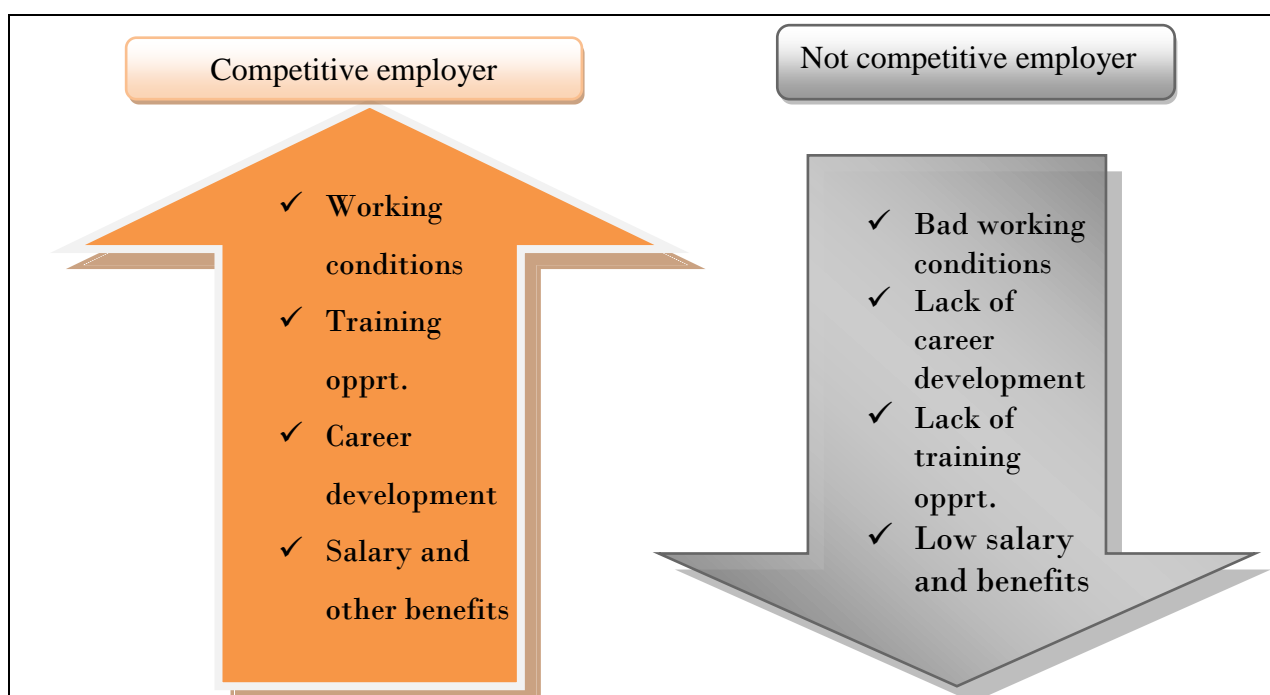 Competitive employer
✓ Working
conditions
✓ Training
opprt.
✓ Career
development
✓ Salary and
other benefits
Not competitive employer
✓ Bad working
conditions
✓ Lack of
career
development
✓ Lack of
training
opprt.
✓ Low salary
and benefits